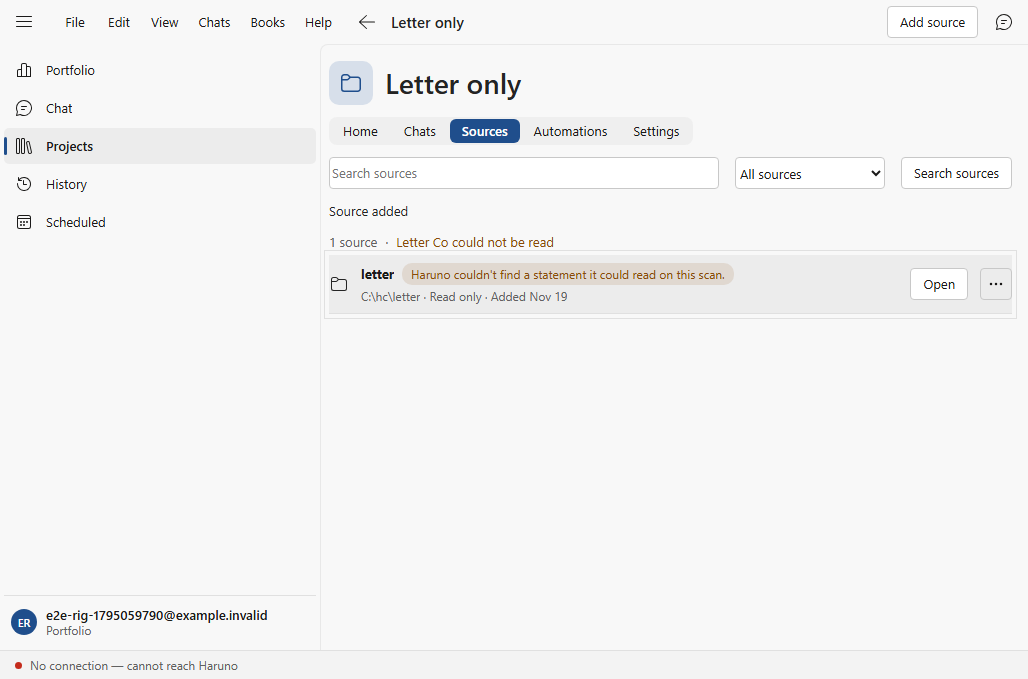 File Edit View Chats Books Help Letter only Add source
Portfolio
Chat
Projects
History
Scheduled
Letter only
Home Chats Sources Automations Settings
Search sources All sources Search sources
Source added
1 source · Letter Co could not be read
letter Haruno couldn't find a statement it could read on this scan.
C:\hc\letter · Read only · Added Nov 19
Open
ER
e2e-rig-1795059790@example.invalid
Portfolio
No connection — cannot reach Haruno